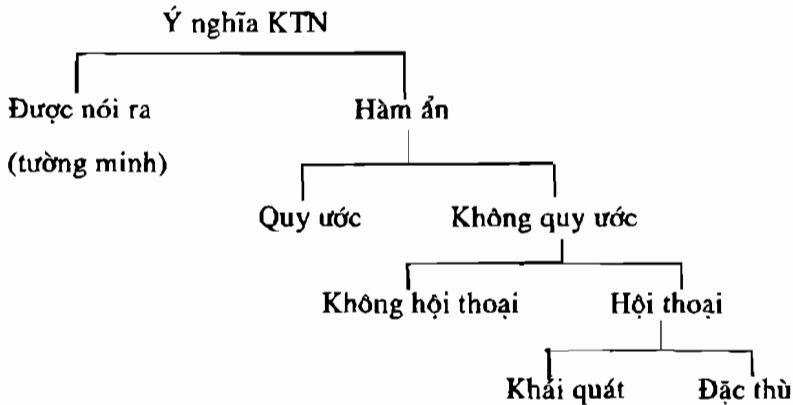 Ý nghĩa KTN
Được nói ra Hàm ẩn
(tường minh)
Quy ước Không quy ước
Không hội thoại Hội thoại
Khái quát Đặc thù